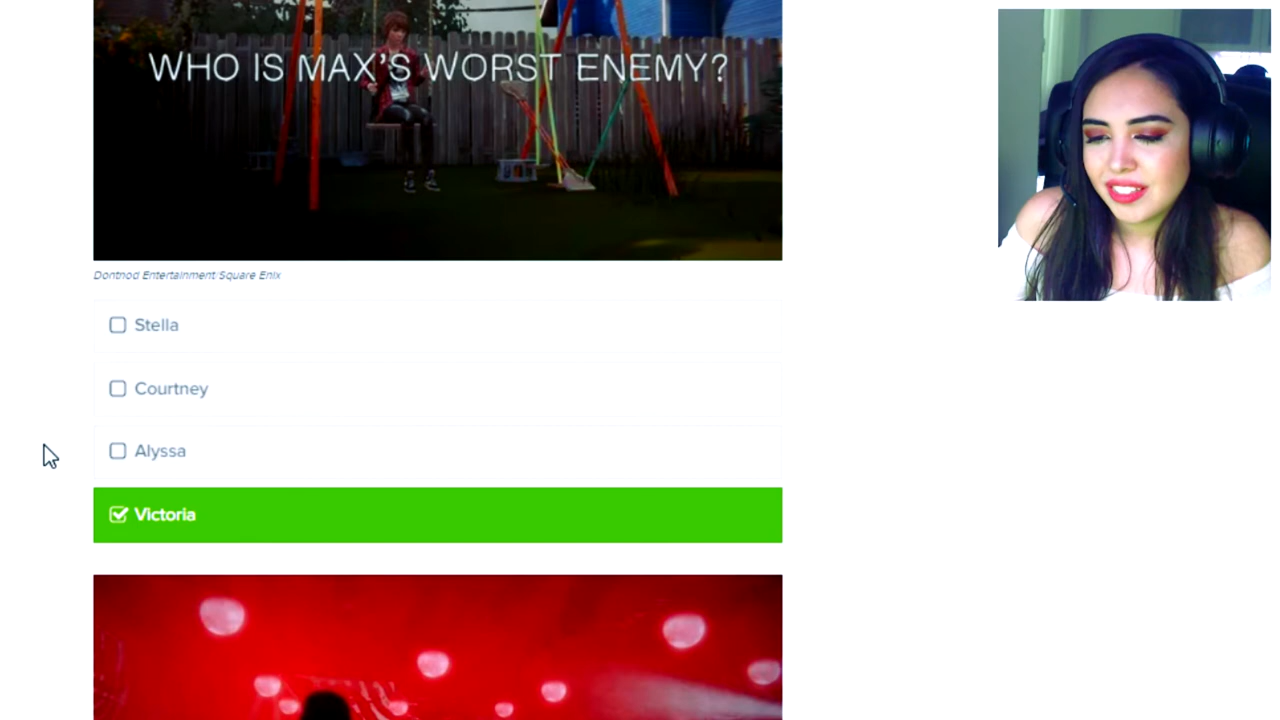 WHO IS MAX'S WORST ENEMY?
Dontnod Entertainment/Square Enix
Stella
Courtney
Alyssa
Victoria